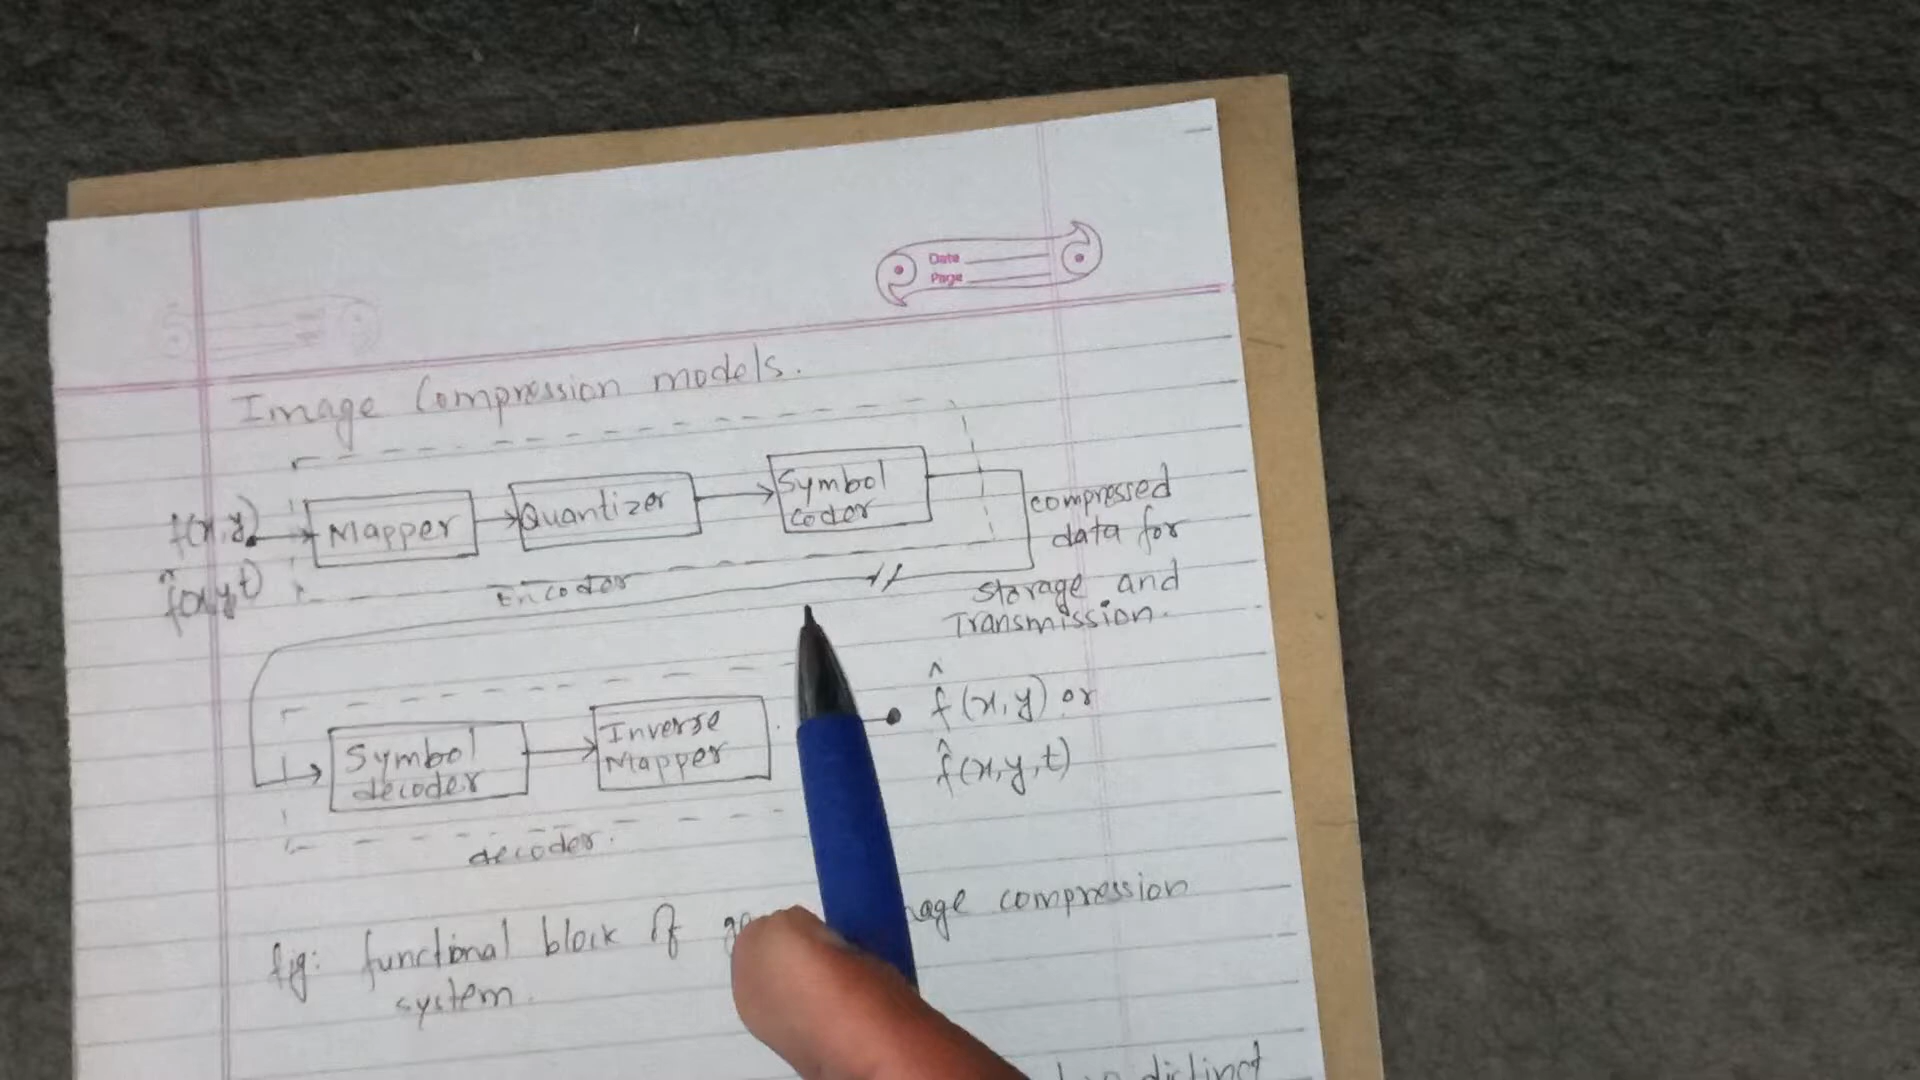 Date
Page
Image Compression models.
f(x,y)
f̂(x,y,t)
Mapper
Quantizer
Symbol
coder
compressed
data for
storage and
Transmission.
Encoder
Symbol
decoder
Inverse
Mapper
f̂(x,y) or
f̂(x,y,t)
decoder.
fig: functional block of compression
system.
distinct